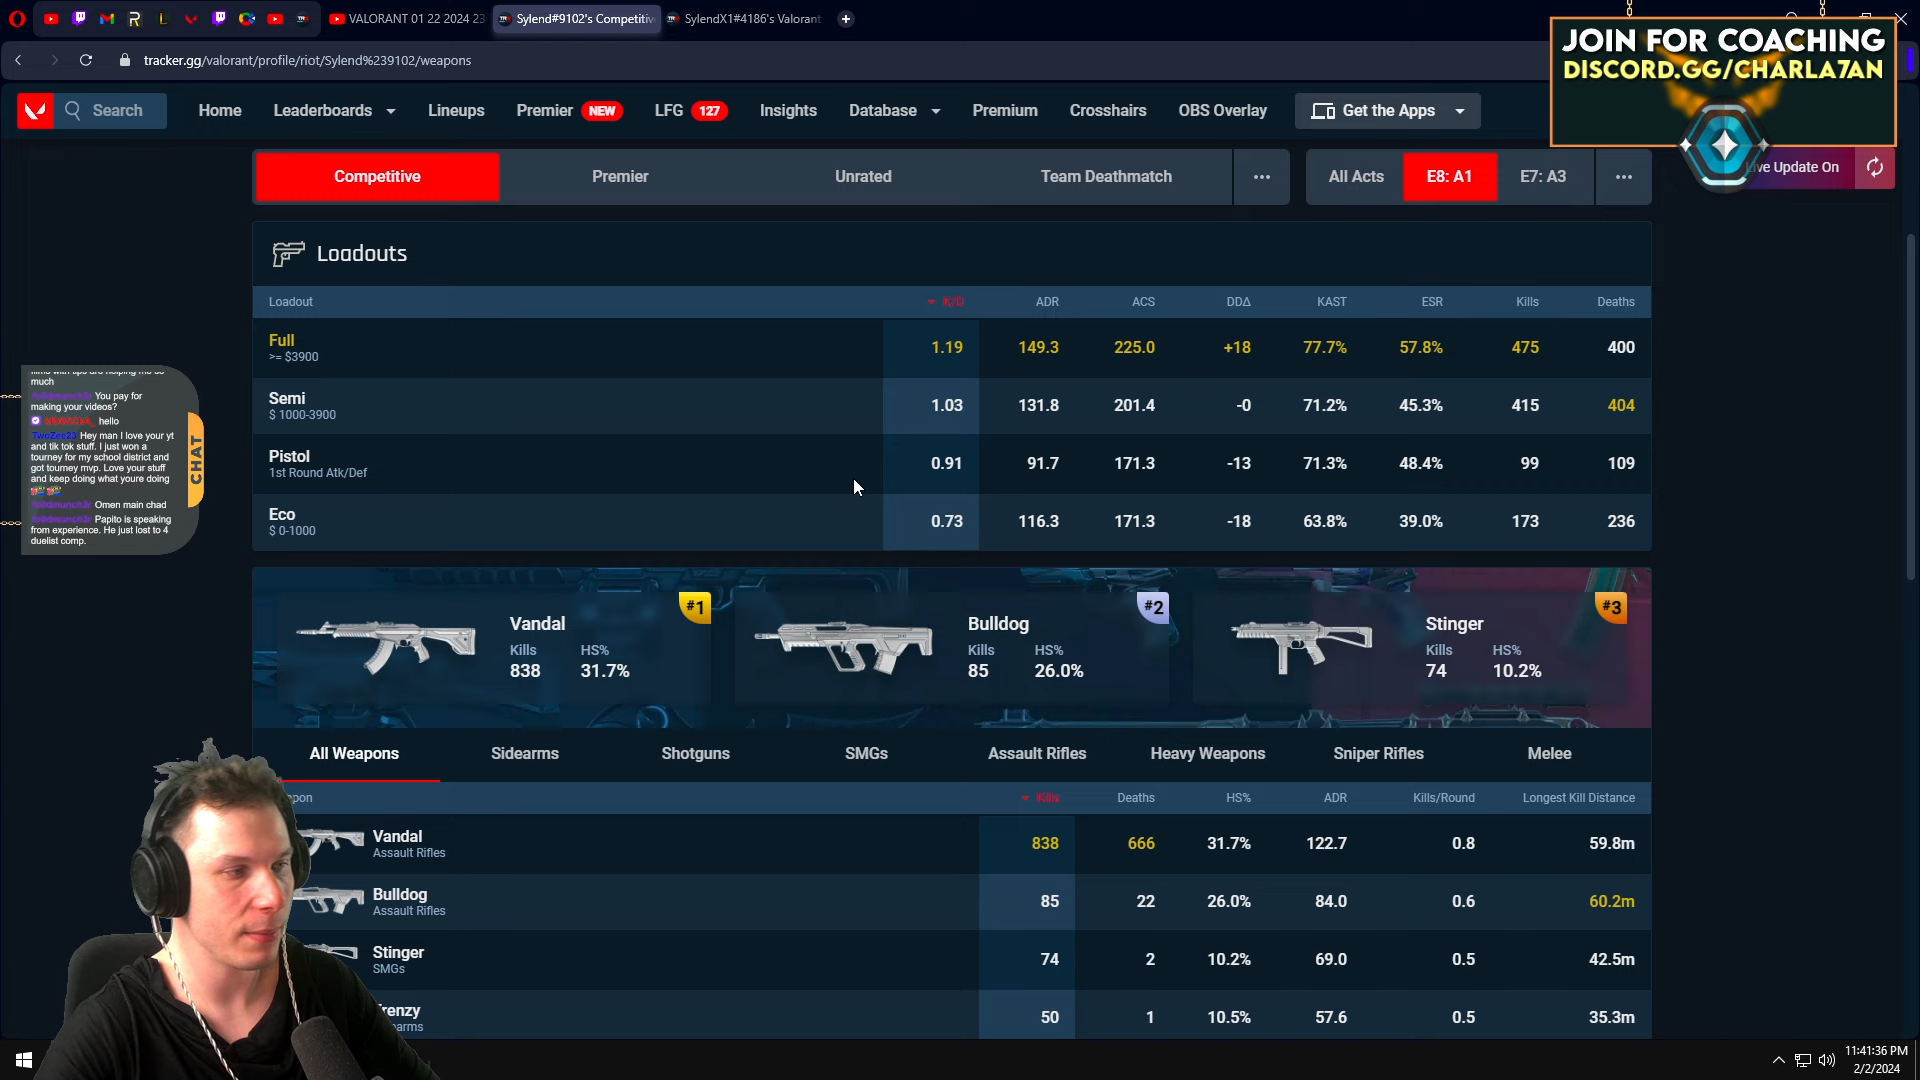 VALORANT 01 22 2024 23
Sylend#9102's Competitiv
SylendX1#4186's Valorant
tracker.gg/valorant/profile/riot/Sylend%239102/weapons
JOIN FOR COACHING
DISCORD.GG/CHARLA7AN
Search
Home
Leaderboards
Lineups
Premier NEW
LFG 127
Insights
Database
Premium
Crosshairs
OBS Overlay
Get the Apps
Competitive
Premier
Unrated
Team Deathmatch
All Acts
E8: A1
E7: A3
Live Update On
Loadouts
Loadout K/D ADR ACS DDΔ KAST ESR Kills Deaths
Full
>= $3900
1.19 149.3 225.0 +18 77.7% 57.8% 475 400
Semi
$ 1000-3900
1.03 131.8 201.4 -0 71.2% 45.3% 415 404
Pistol
1st Round Atk/Def
0.91 91.7 171.3 -13 71.3% 48.4% 99 109
Eco
$ 0-1000
0.73 116.3 171.3 -18 63.8% 39.0% 173 236
much
You pay for
making your videos?
hello
TwoZee23 Hey man I love your yt
and tik tok stuff. I just won a
tourney for my school district and
got tourney mvp. Love your stuff
and keep doing what youre doing
Omen main chad
Papito is speaking
from experience. He just lost to 4
duelist comp.
CHAT
Vandal
#1
Kills HS%
838 31.7%
Bulldog
#2
Kills HS%
85 26.0%
Stinger
#3
Kills HS%
74 10.2%
All Weapons
Sidearms
Shotguns
SMGs
Assault Rifles
Heavy Weapons
Sniper Rifles
Melee
pon Kills Deaths HS% ADR Kills/Round Longest Kill Distance
Vandal
Assault Rifles
838 666 31.7% 122.7 0.8 59.8m
Bulldog
Assault Rifles
85 22 26.0% 84.0 0.6 60.2m
Stinger
SMGs
74 2 10.2% 69.0 0.5 42.5m
renzy
arms
50 1 10.5% 57.6 0.5 35.3m
11:41:36 PM
2/2/2024